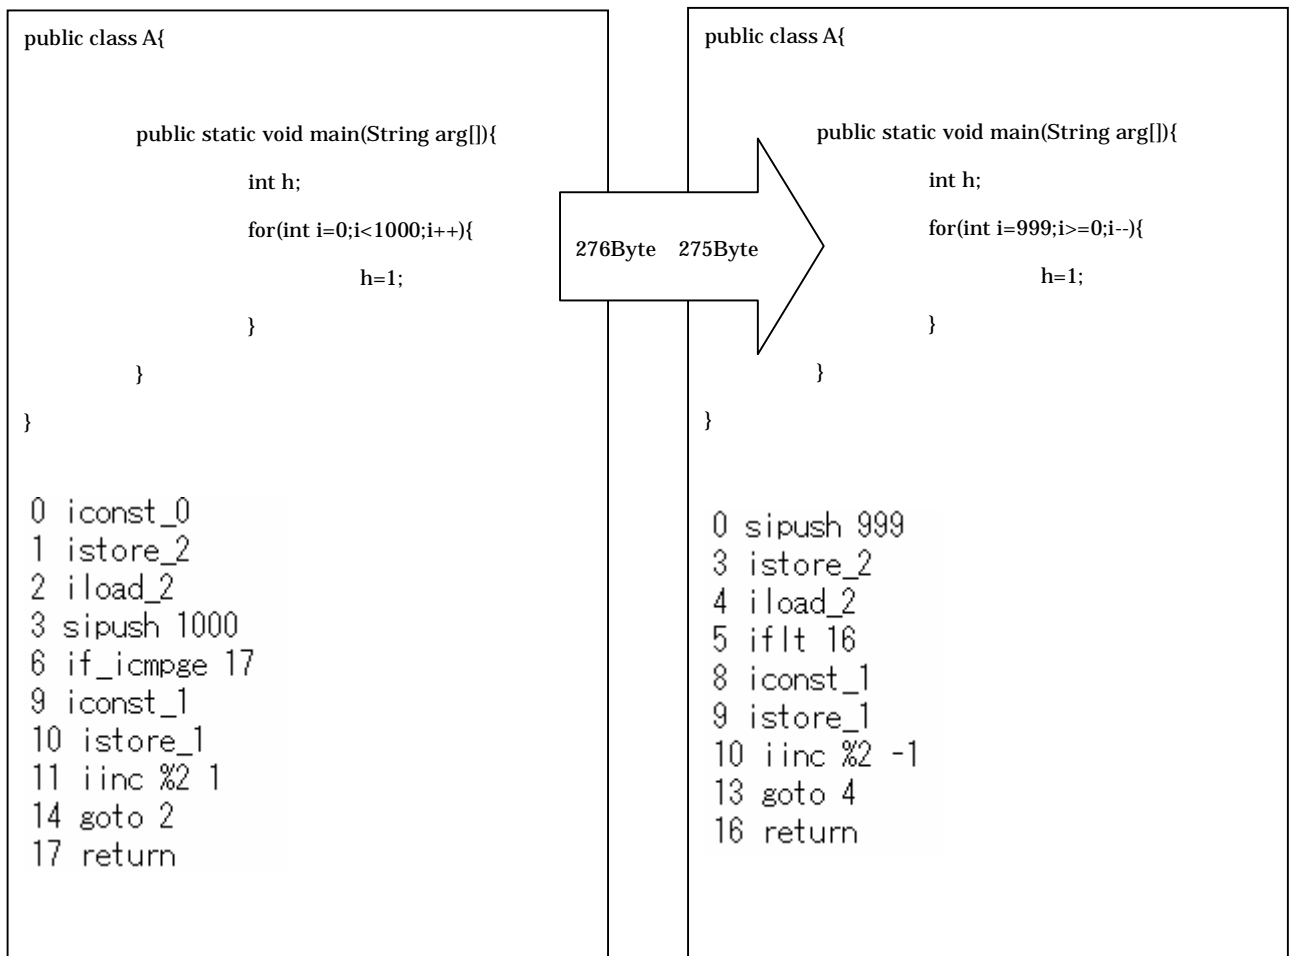 public class A{
public static void main(String arg[]){
int h;
for(int i=0;i<1000;i++){
h=1;
}
}
}
0 iconst_0
1 istore_2
2 iload_2
3 sipush 1000
6 if_icmpge 17
9 iconst_1
10 istore_1
11 iinc %2 1
14 goto 2
17 return
276Byte 275Byte
public class A{
public static void main(String arg[]){
int h;
for(int i=999;i>=0;i--){
h=1;
}
}
}
0 sipush 999
3 istore_2
4 iload_2
5 iflt 16
8 iconst_1
9 istore_1
10 iinc %2 -1
13 goto 4
16 return